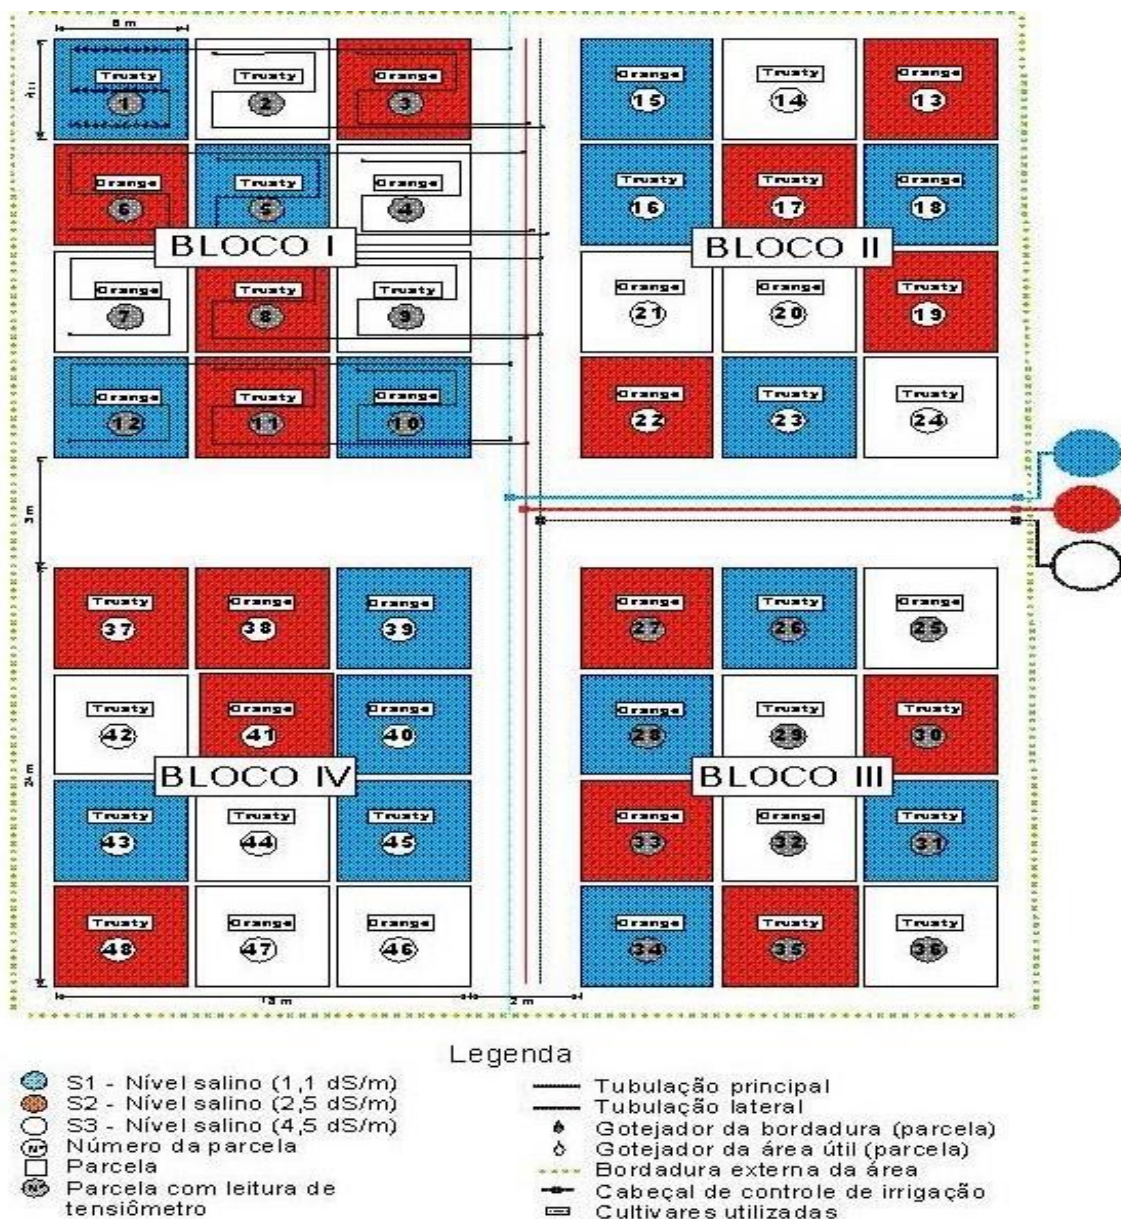 6 m
Trusty
1
Trusty
2
Orange
3
Orange
15
Trusty
14
Orange
13
Orange
6
Trusty
5
Orange
4
Trusty
16
Trusty
17
Orange
18
BLOCO I
BLOCO II
Orange
7
Trusty
8
Trusty
9
Orange
21
Orange
20
Trusty
19
Orange
12
Trusty
11
Orange
10
Orange
22
Trusty
23
Trusty
24
3 m
Trusty
37
Orange
38
Orange
39
Orange
27
Trusty
26
Orange
25
Trusty
42
Orange
41
Orange
40
Orange
28
Trusty
29
Trusty
30
24 m
BLOCO IV
BLOCO III
Trusty
43
Trusty
44
Trusty
45
Orange
33
Orange
32
Trusty
31
Trusty
48
Orange
47
Orange
46
Orange
34
Trusty
35
Trusty
36
18 m
2 m
Legenda
S1 - Nível salino (1,1 dS/m)
S2 - Nível salino (2,5 dS/m)
S3 - Nível salino (4,5 dS/m)
Nº Número da parcela
Parcela
Nº Parcela com leitura de
tensiômetro
Tubulação principal
Tubulação lateral
Gotejador da bordadura (parcela)
Gotejador da área útil (parcela)
Bordadura externa da área
Cabeçal de controle de irrigação
Cultivares utilizadas